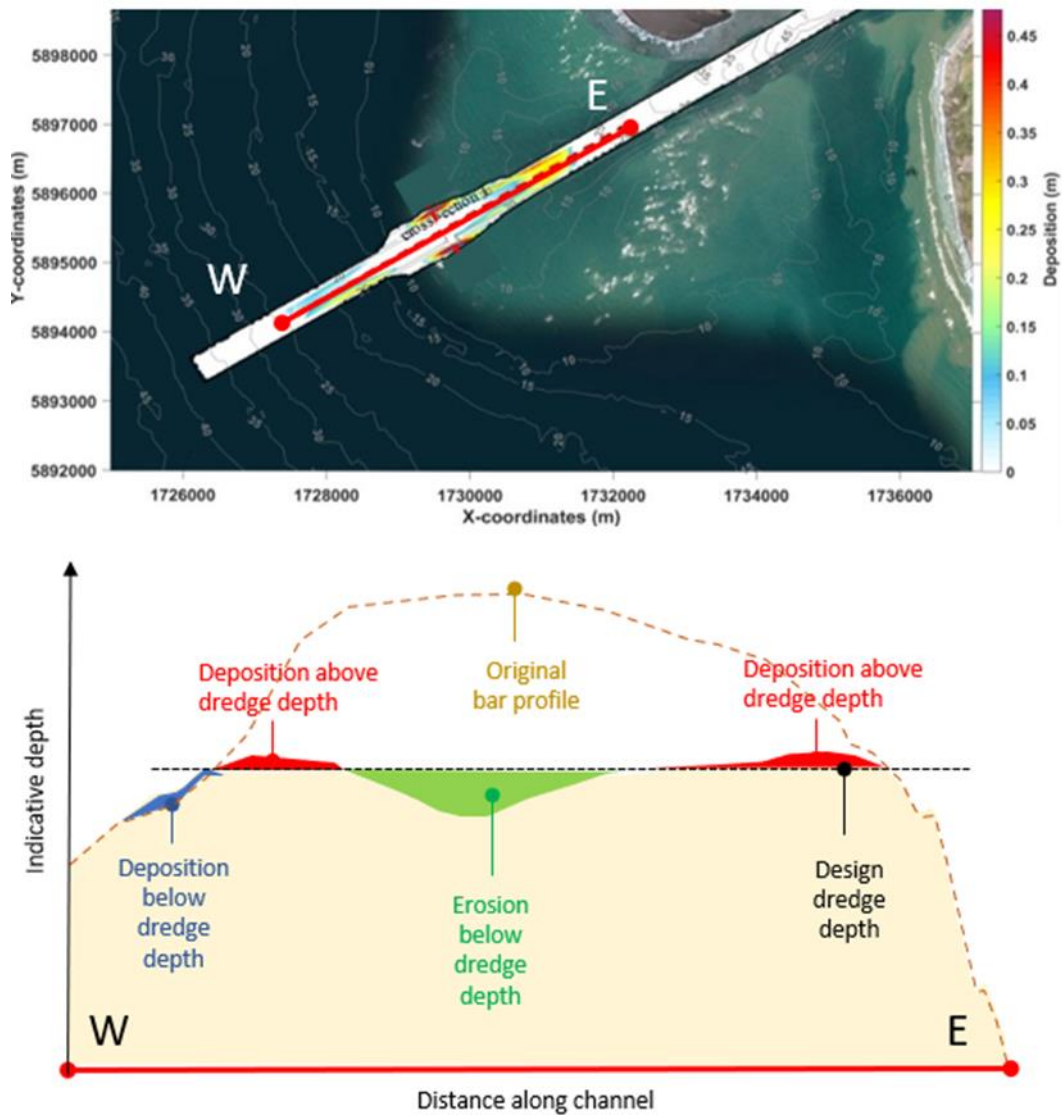 5898000
5897000
5896000
5895000
5894000
5893000
5892000
Y-coordinates (m)
1726000
1728000
1730000
1732000
1734000
1736000
X-coordinates (m)
E
W
0.45
0.4
0.35
0.3
0.25
0.2
0.15
0.1
0.05
0
Deposition (m)
Indicative depth
Deposition above
dredge depth
Original
bar profile
Deposition above
dredge depth
Deposition
below
dredge
depth
Erosion
below
dredge
depth
Design
dredge
depth
W
E
Distance along channel